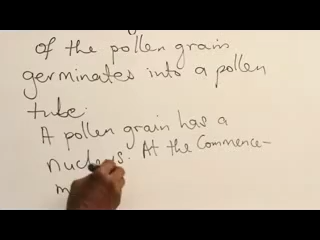 of the pollen grain
germinates into a pollen
tube.
A pollen grain has a
nucleus. At the Commence-
m